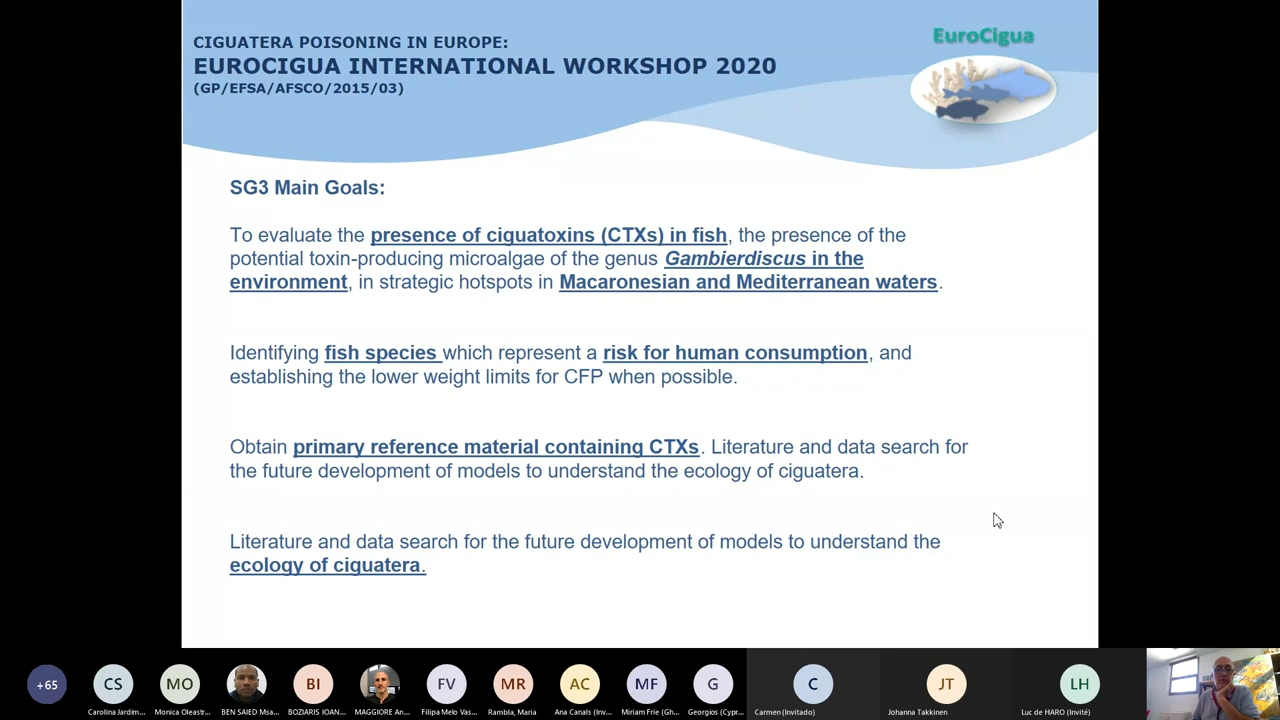 CIGUATERA POISONING IN EUROPE:
EUROCIGUA INTERNATIONAL WORKSHOP 2020
(GP/EFSA/AFSCO/2015/03)
EuroCigua
SG3 Main Goals:
To evaluate the presence of ciguatoxins (CTXs) in fish, the presence of the
potential toxin-producing microalgae of the genus Gambierdiscus in the
environment, in strategic hotspots in Macaronesian and Mediterranean waters.
Identifying fish species which represent a risk for human consumption, and
establishing the lower weight limits for CFP when possible.
Obtain primary reference material containing CTXs. Literature and data search for
the future development of models to understand the ecology of ciguatera.
Literature and data search for the future development of models to understand the
ecology of ciguatera.
+65 CS MO BI FV MR AC MF G C JT LH
Carolina Jardim... Monica Oleastr... BEN SAIED Msa... BOZIARIS IOAN... MAGGIORE An... Filipa Melo Vas... Rambla, Maria Ana Canals (Inv... Miriam Frie (Gh... Georgios (Cypr... Carmen (Invitado) Johanna Takkinen Luc de HARO (Invité)